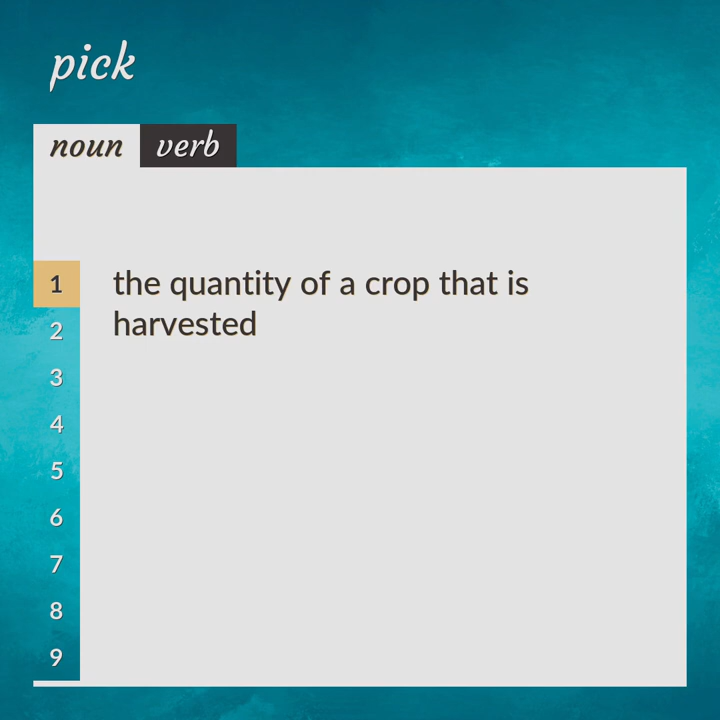 pick
noun verb
1 the quantity of a crop that is
harvested
2
3
4
5
6
7
8
9